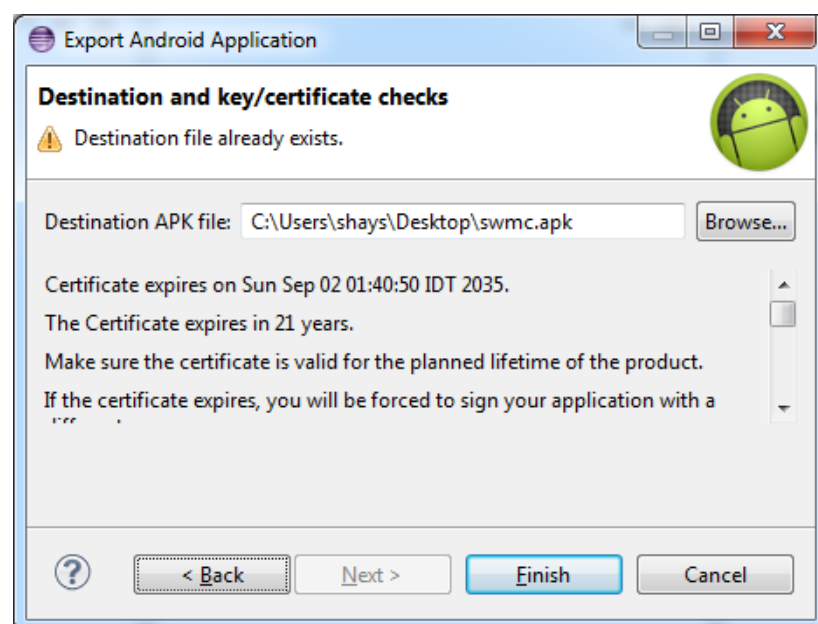 Export Android Application
Destination and key/certificate checks
Destination file already exists.
Destination APK file: C:\Users\shays\Desktop\swmc.apk Browse...
Certificate expires on Sun Sep 02 01:40:50 IDT 2035.
The Certificate expires in 21 years.
Make sure the certificate is valid for the planned lifetime of the product.
If the certificate expires, you will be forced to sign your application with a
< Back Next > Finish Cancel